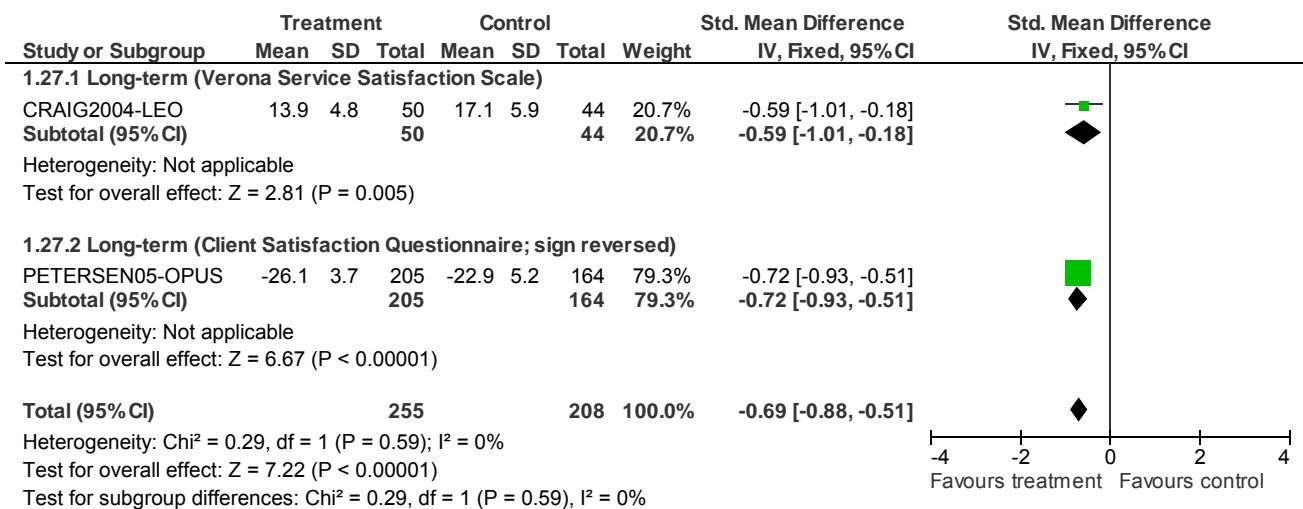 Treatment Control Std. Mean Difference Std. Mean Difference
Study or Subgroup Mean SD Total Mean SD Total Weight IV, Fixed, 95% CI IV, Fixed, 95% CI
1.27.1 Long-term (Verona Service Satisfaction Scale)
CRAIG2004-LEO 13.9 4.8 50 17.1 5.9 44 20.7% -0.59 [-1.01, -0.18]
Subtotal (95% CI) 50 44 20.7% -0.59 [-1.01, -0.18]
Heterogeneity: Not applicable
Test for overall effect: Z = 2.81 (P = 0.005)
1.27.2 Long-term (Client Satisfaction Questionnaire; sign reversed)
PETERSEN05-OPUS -26.1 3.7 205 -22.9 5.2 164 79.3% -0.72 [-0.93, -0.51]
Subtotal (95% CI) 205 164 79.3% -0.72 [-0.93, -0.51]
Heterogeneity: Not applicable
Test for overall effect: Z = 6.67 (P < 0.00001)
Total (95% CI) 255 208 100.0% -0.69 [-0.88, -0.51]
Heterogeneity: Chi² = 0.29, df = 1 (P = 0.59); I² = 0%
Test for overall effect: Z = 7.22 (P < 0.00001)
Test for subgroup differences: Chi² = 0.29, df = 1 (P = 0.59), I² = 0%
-4 -2 0 2 4
Favours treatment Favours control